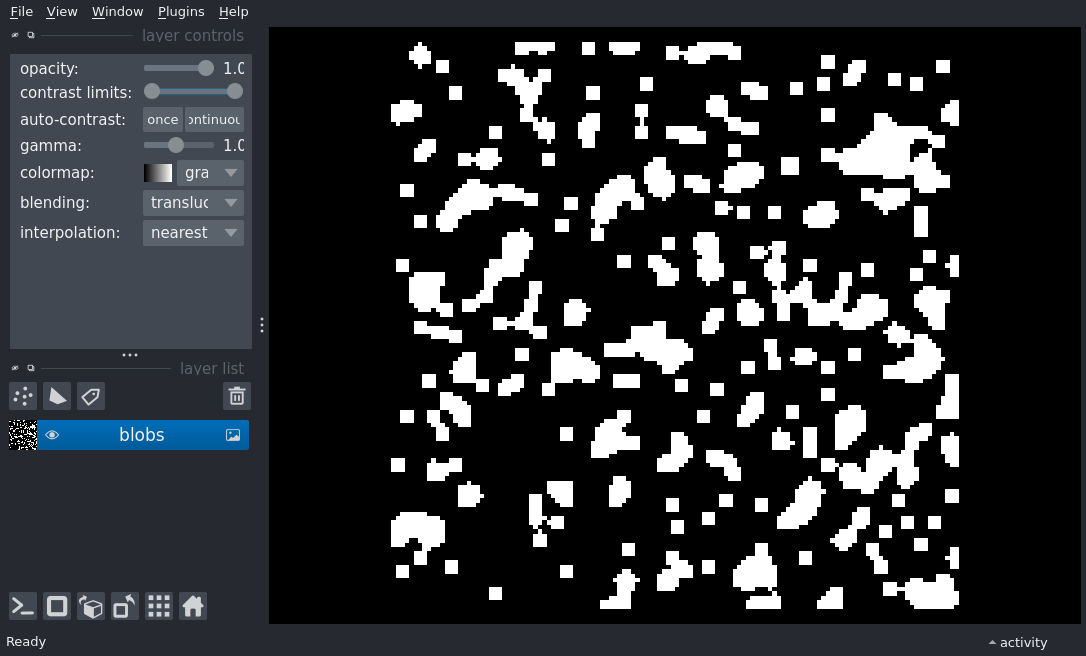 File View Window Plugins Help
layer controls
opacity: 1.0
contrast limits:
auto-contrast: once ontinuou
gamma: 1.0
colormap: gra
blending: transluc
interpolation: nearest
layer list
blobs
Ready
activity